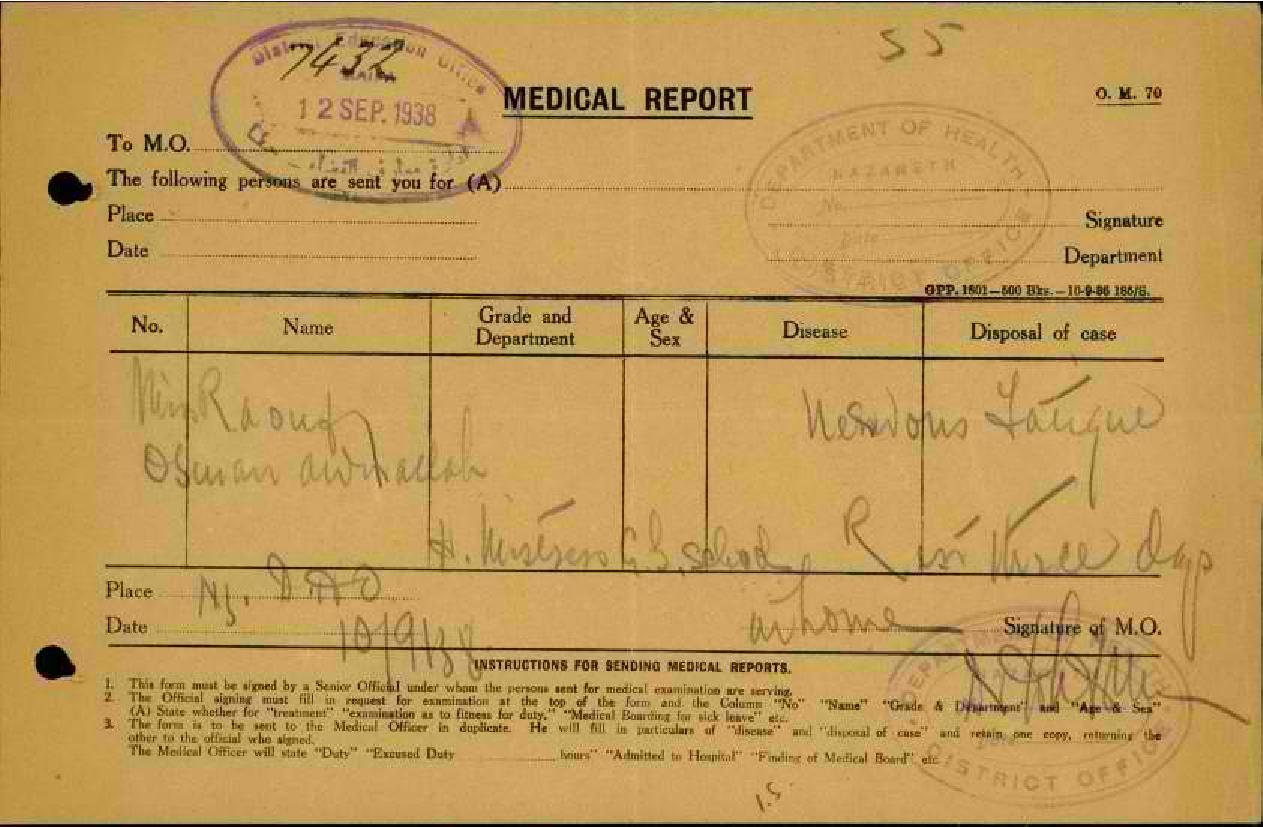 55
District Education Office
7432
HAIFA
12 SEP. 1938
MEDICAL REPORT
O. M. 70
To M.O.
The following persons are sent you for (A)
Place
Signature
Date
Department
DEPARTMENT OF HEALTH
NAZARETH
No.
Date
DISTRICT OFFICE
GPP. 1801—500 Bks.—10-9-36 185/S.
No. Name Grade and Department Age & Sex Disease Disposal of case
Miss Raouf
Osman Awdallah
Nervous Fatigue
H. Mistress G. S. School
Rest three days
at home
Place Nz. DHO
Date 10/9/38
Signature of M.O.
INSTRUCTIONS FOR SENDING MEDICAL REPORTS.
1. This form must be signed by a Senior Official under whom the persons sent for medical examination are serving.
2. The Official signing must fill in request for examination at the top of the form and the Column "No" "Name" "Grade & Department" and "Age & Sex"
(A) State whether for "treatment" "examination as to fitness for duty," "Medical Boarding for sick leave" etc.
3. The form is to be sent to the Medical Officer in duplicate. He will fill in particulars of "disease" and "disposal of case" and retain one copy, returning the
other to the official who signed.
The Medical Officer will state "Duty" "Excused Duty ........ hours" "Admitted to Hospital" "Finding of Medical Board" etc.
DISTRICT OFFICE